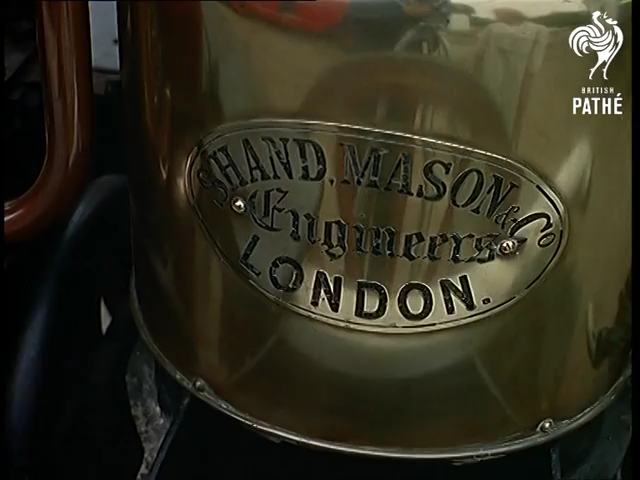 BRITISH
PATHÉ
SHAND, MASON & Co
Engineers
LONDON.